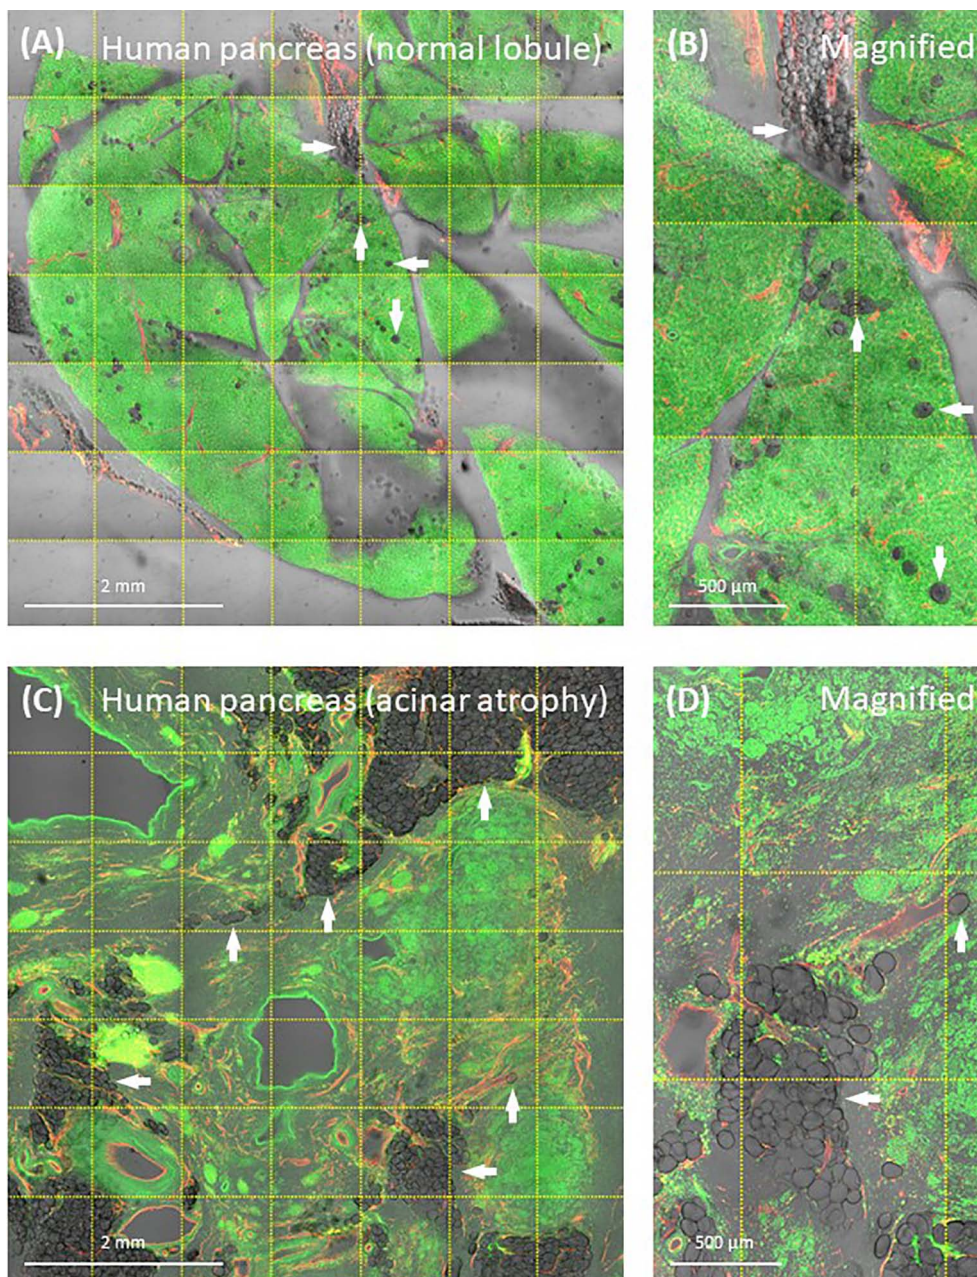 (A) Human pancreas (normal lobule)
2 mm
(B) Magnified
500 µm
(C) Human pancreas (acinar atrophy)
2 mm
(D) Magnified
500 µm